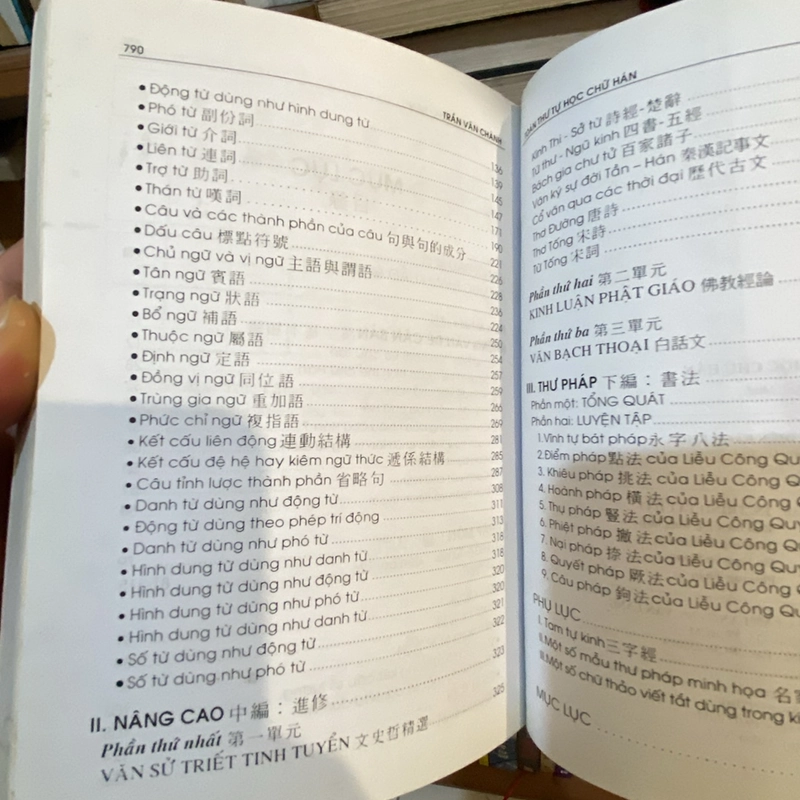 790
TRẦN VĂN CHÁNH
• Động từ dùng như hình dung từ 136
• Phó từ 副份詞 139
• Giới từ 介詞 145
• Liên từ 連詞 147
• Trợ từ 助詞 171
• Thán từ 嘆詞 190
• Câu và các thành phần của câu 句與句的成分 221
• Dấu câu 標點符號 226
• Chủ ngữ và vị ngữ 主語與謂語 228
• Tân ngữ 賓語 236
• Trạng ngữ 狀語 224
• Bổ ngữ 補語 250
• Thuộc ngữ 屬語 254
• Định ngữ 定語 257
• Đồng vị ngữ 同位語 259
• Trùng gia ngữ 重加語 266
• Phức chỉ ngữ 複指語 269
• Kết cấu liên động 連動結構 281
• Kết cấu đệ hệ hay kiêm ngữ thức 遞係結構 285
• Câu tỉnh lược thành phần 省略句 287
• Danh từ dùng như động từ 308
• Động từ dùng theo phép trí động 311
• Danh từ dùng như phó từ 313
• Hình dung từ dùng như danh từ 318
• Hình dung từ dùng như động từ 318
• Hình dung từ dùng như phó từ 320
• Hình dung từ dùng như danh từ 320
• Số từ dùng như động từ 321
• Số từ dùng như phó từ 322
II. NÂNG CAO 中編：進修 323
Phần thứ nhất 第一單元
VĂN SỬ TRIẾT TINH TUYỂN 文史哲精選 325
TOÀN THƯ TỰ HỌC CHỮ HÁN
Kinh Thi - Sở từ 詩經-楚辭
Tứ thư - Ngũ kinh 四書-五經
Bách gia chư tử 百家諸子
Văn ký sự đời Tần – Hán 秦漢記事文
Cổ văn qua các thời đại 歷代古文
Thơ Đường 唐詩
Thơ Tống 宋詩
Từ Tống 宋詞
Phần thứ hai 第二單元
KINH LUẬN PHẬT GIÁO 佛教經論
Phần thứ ba 第三單元
VĂN BẠCH THOẠI 白話文
III. THƯ PHÁP 下編：書法
Phần một: TỔNG QUÁT
Phần hai: LUYỆN TẬP
1. Vĩnh tự bát pháp 永字八法
2. Điểm pháp 點法 của Liễu Công Qu
3. Khiêu pháp 挑法 của Liễu Công Q
4. Hoành pháp 橫法 của Liễu Công
5. Thụ pháp 豎法 của Liễu Công Quy
6. Phiệt pháp 撇法 của Liễu Công
7. Nại pháp 捺法 của Liễu Công Q
8. Quyết pháp 厥法 của Liễu Công
9. Câu pháp 鉤法 của Liễu Công Q
PHỤ LỤC
I. Tam tự kinh 三字經
II. Một số mẫu thư pháp minh họa 名
III. Một số chữ thảo viết tắt dùng trong ki
MỤC LỤC